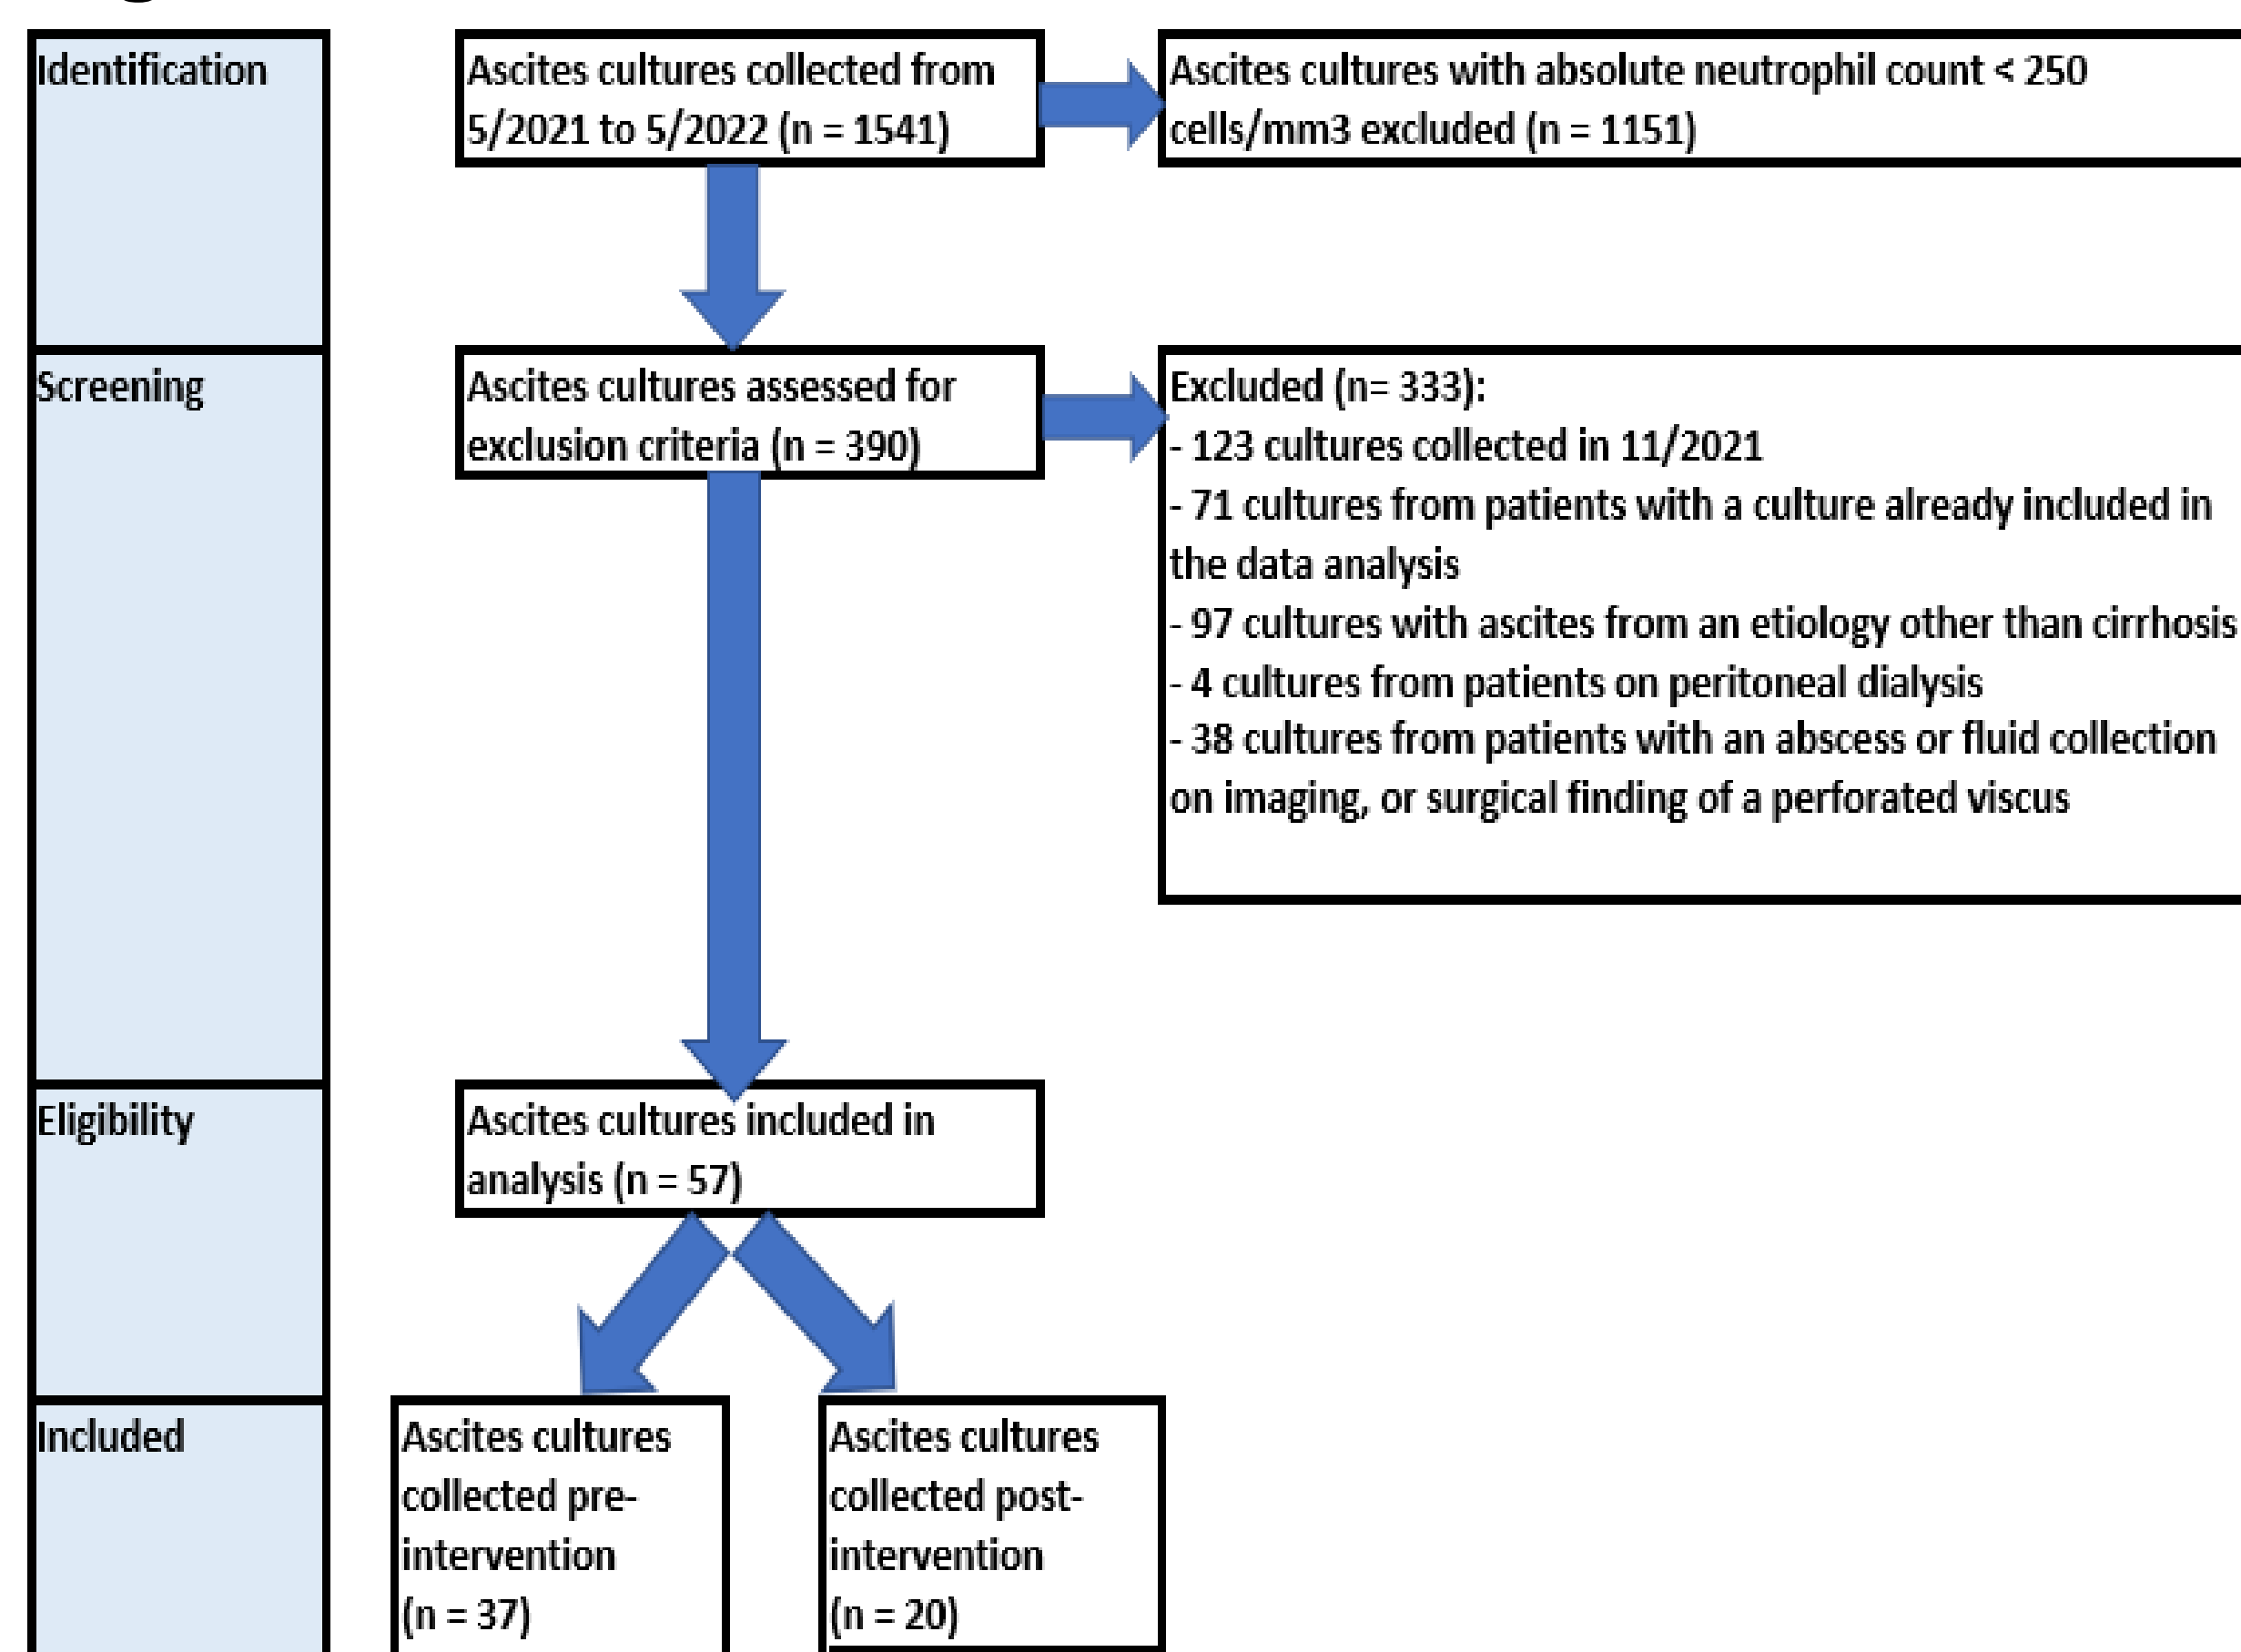 Identification
Ascites cultures collected from
5/2021 to 5/2022 (n = 1541)
Ascites cultures with absolute neutrophil count < 250
cells/mm3 excluded (n = 1151)
Screening
Ascites cultures assessed for
exclusion criteria (n = 390)
Excluded (n= 333):
- 123 cultures collected in 11/2021
- 71 cultures from patients with a culture already included in
the data analysis
- 97 cultures with ascites from an etiology other than cirrhosis
- 4 cultures from patients on peritoneal dialysis
- 38 cultures from patients with an abscess or fluid collection
on imaging, or surgical finding of a perforated viscus
Eligibility
Ascites cultures included in
analysis (n = 57)
Included
Ascites cultures
collected pre-
intervention
(n = 37)
Ascites cultures
collected post-
intervention
(n = 20)